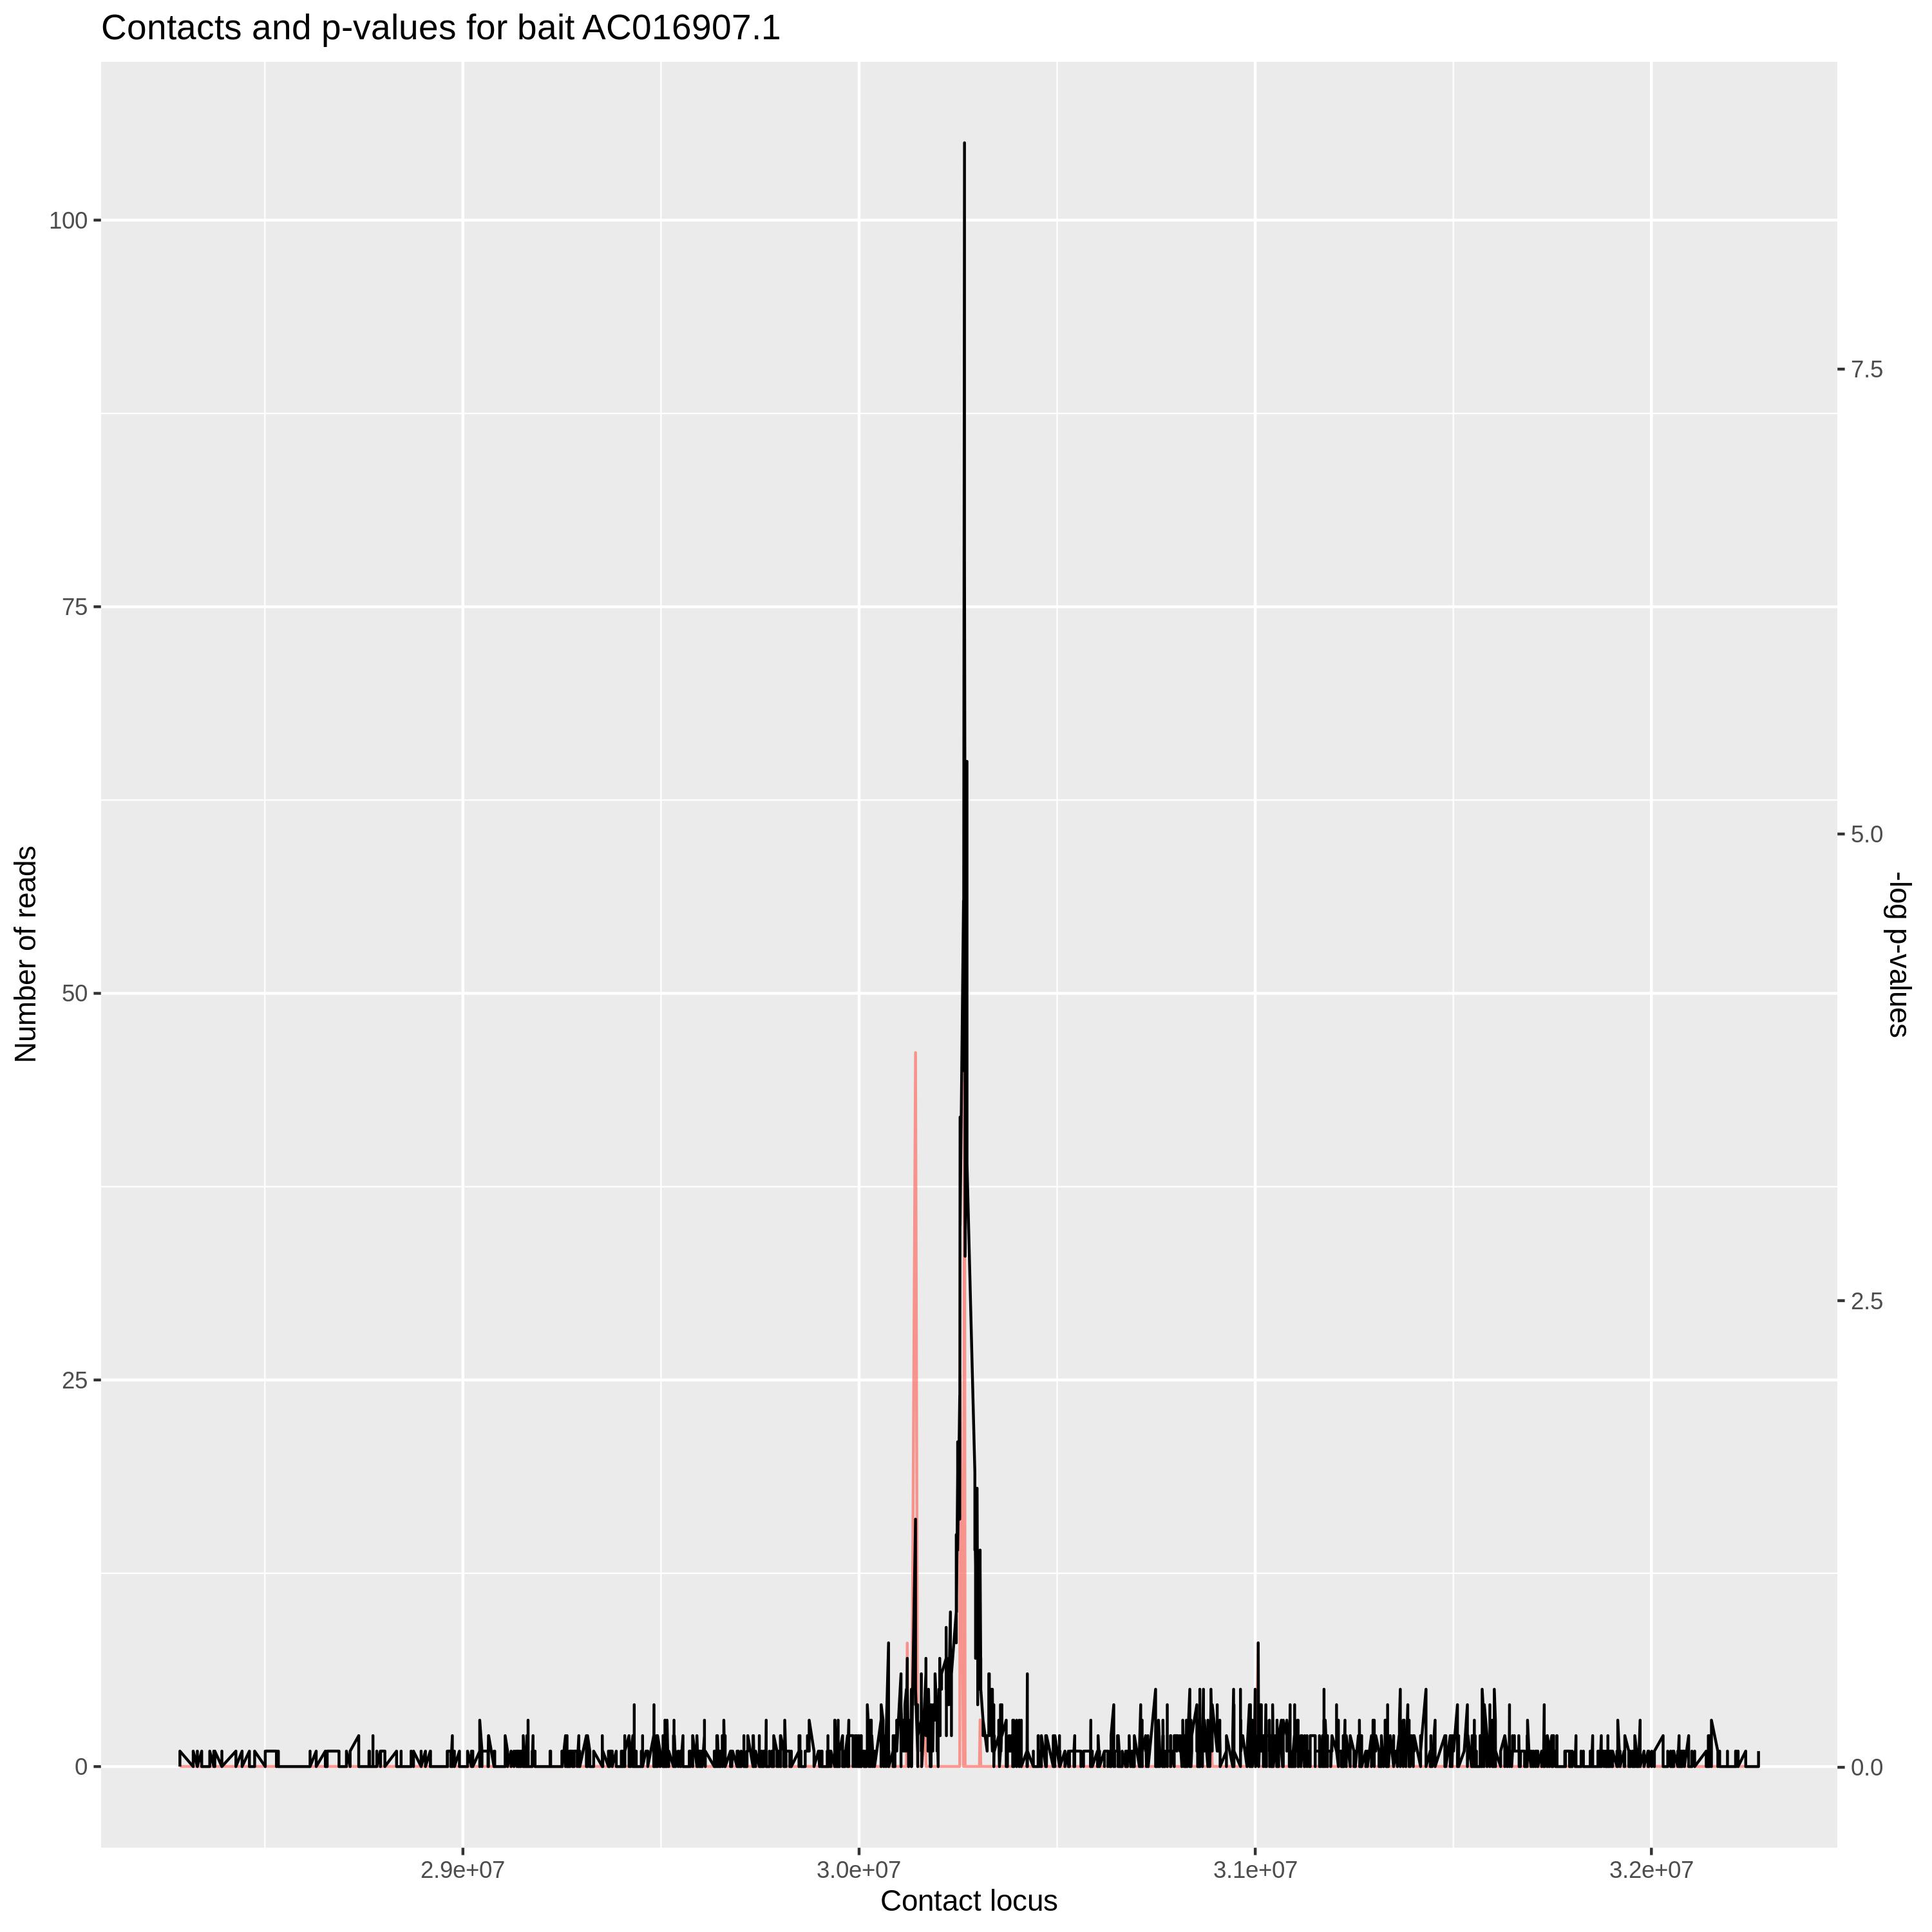 Contacts and p-values for bait AC016907.1
100
75
50
25
0
Number of reads
7.5
5.0
2.5
0.0
-log p-values
2.9e+07
3.0e+07
3.1e+07
3.2e+07
Contact locus